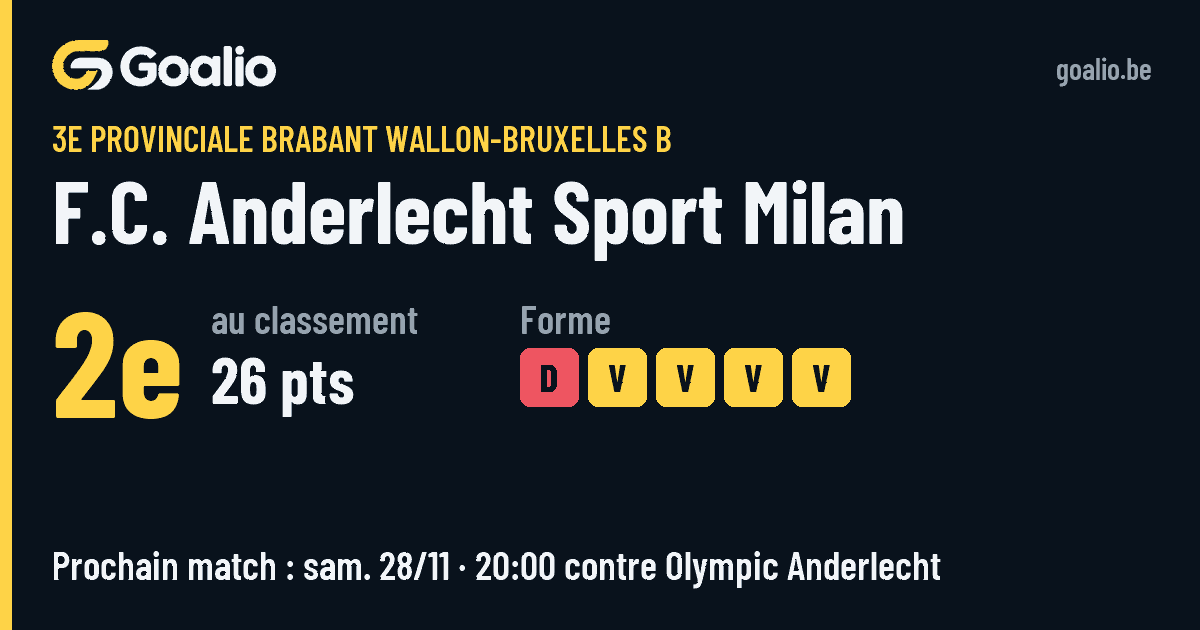 Goalio
goalio.be
3E PROVINCIALE BRABANT WALLON-BRUXELLES B
F.C. Anderlecht Sport Milan
2e
au classement
26 pts
Forme
D V V V V
Prochain match : sam. 28/11 · 20:00 contre Olympic Anderlecht